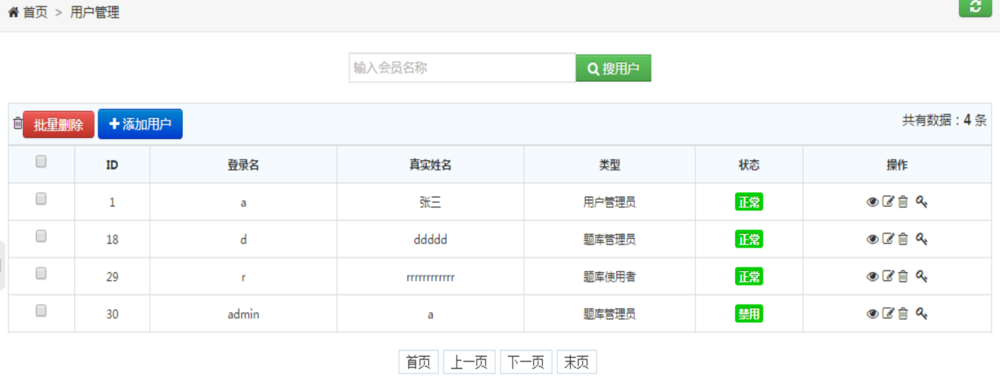 首页 > 用户管理
输入会员名称 搜用户
批量删除 添加用户 共有数据：4 条
ID 登录名 真实姓名 类型 状态 操作
1 a 张三 用户管理员 正常
18 d ddddd 题库管理员 正常
29 r rrrrrrrrrrrr 题库使用者 正常
30 admin a 题库管理员 禁用
首页 上一页 下一页 末页